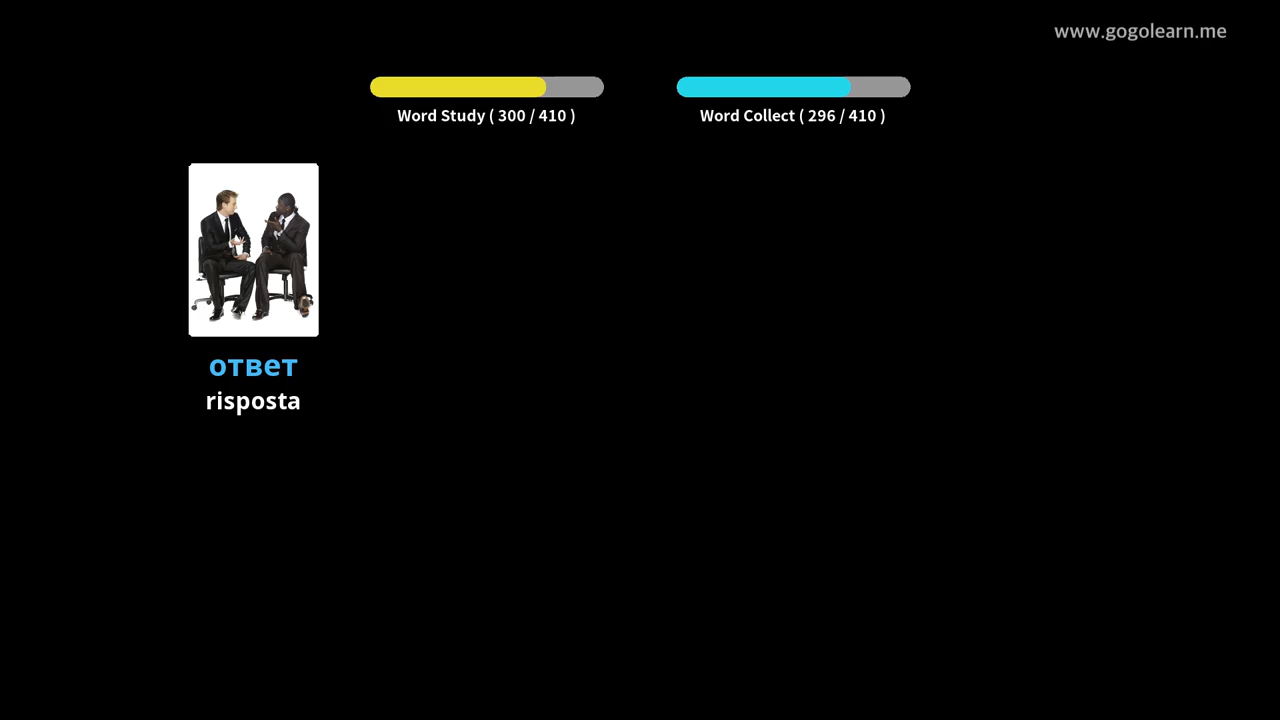 www.gogolearn.me
Word Study ( 300 / 410 )
Word Collect ( 296 / 410 )
ответ
risposta